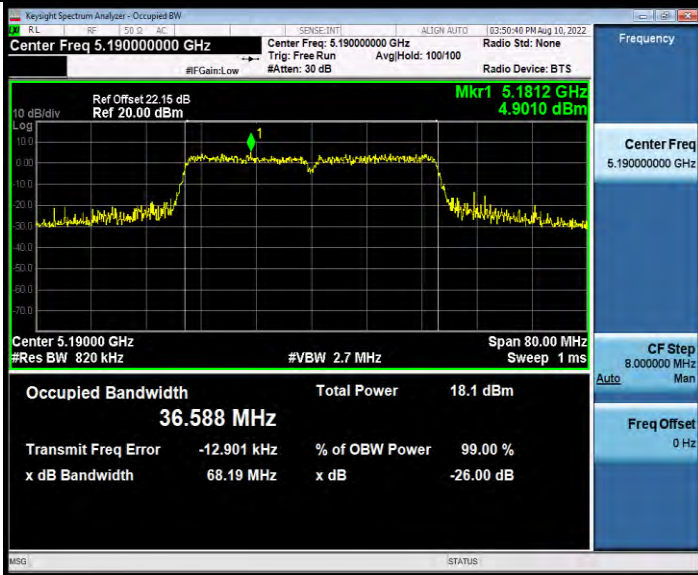 Keysight Spectrum Analyzer - Occupied BW
RL RF 50 Ω AC SENSE:INT ALIGN AUTO 03:50:40 PM Aug 10, 2022
Center Freq 5.190000000 GHz
Center Freq: 5.190000000 GHz
Radio Std: None
Trig: Free Run Avg|Hold: 100/100
#IFGain:Low
#Atten: 30 dB
Radio Device: BTS
Ref Offset 22.15 dB
10 dB/div Ref 20.00 dBm
Mkr1 5.1812 GHz
4.9010 dBm
Log
10.0
0.00
-10.0
-20.0
-30.0
-40.0
-60.0
-70.0
1
Center 5.19000 GHz
Span 80.00 MHz
#Res BW 820 kHz
#VBW 2.7 MHz
Sweep 1 ms
Occupied Bandwidth
36.588 MHz
Total Power 18.1 dBm
Transmit Freq Error -12.901 kHz
% of OBW Power 99.00 %
x dB Bandwidth 68.19 MHz
x dB -26.00 dB
MSG
STATUS
Frequency
Center Freq
5.190000000 GHz
CF Step
8.000000 MHz
Auto Man
Freq Offset
0 Hz